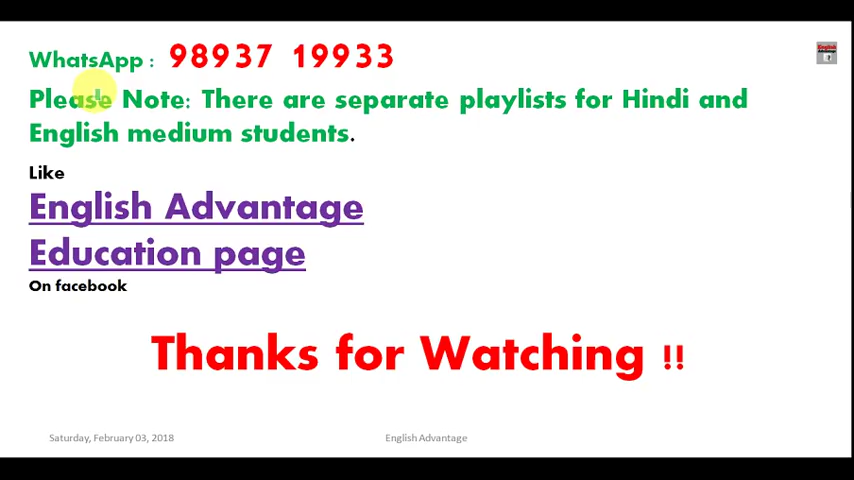 WhatsApp : 98937 19933
Please Note: There are separate playlists for Hindi and
English medium students.
Like
English Advantage
Education page
On facebook
Thanks for Watching !!
Saturday, February 03, 2018
English Advantage